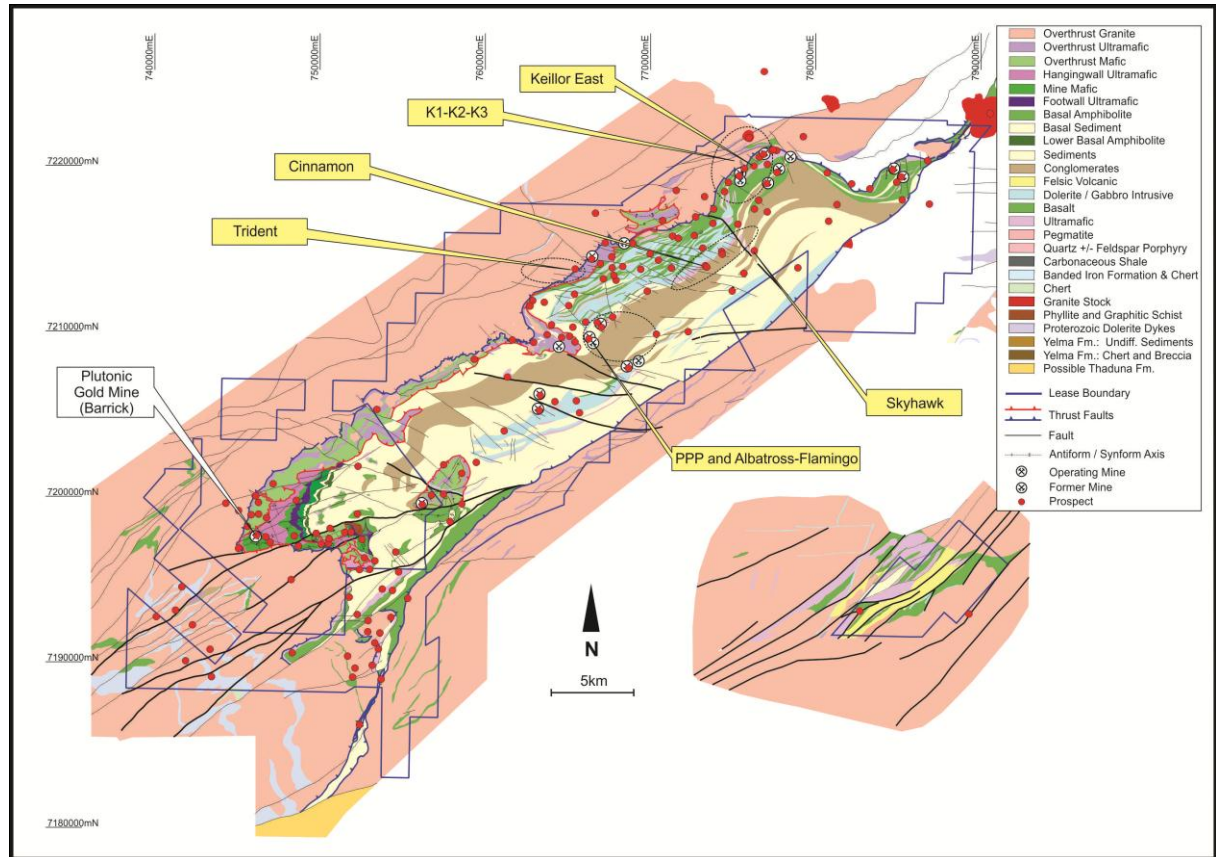 740000mE
750000mE
760000mE
770000mE
780000mE
790000mE
7220000mN
7210000mN
7200000mN
7190000mN
7180000mN
Keillor East
K1-K2-K3
Cinnamon
Trident
Plutonic
Gold Mine
(Barrick)
Skyhawk
PPP and Albatross-Flamingo
N
5km
Overthrust Granite
Overthrust Ultramafic
Overthrust Mafic
Hangingwall Ultramafic
Mine Mafic
Footwall Ultramafic
Basal Amphibolite
Basal Sediment
Lower Basal Amphibolite
Sediments
Conglomerates
Felsic Volcanic
Dolerite / Gabbro Intrusive
Basalt
Ultramafic
Pegmatite
Quartz +/- Feldspar Porphyry
Carbonaceous Shale
Banded Iron Formation & Chert
Chert
Granite Stock
Phyllite and Graphitic Schist
Proterozoic Dolerite Dykes
Yelma Fm.: Undiff. Sediments
Yelma Fm.: Chert and Breccia
Possible Thaduna Fm.
Lease Boundary
Thrust Faults
Fault
Antiform / Synform Axis
Operating Mine
Former Mine
Prospect